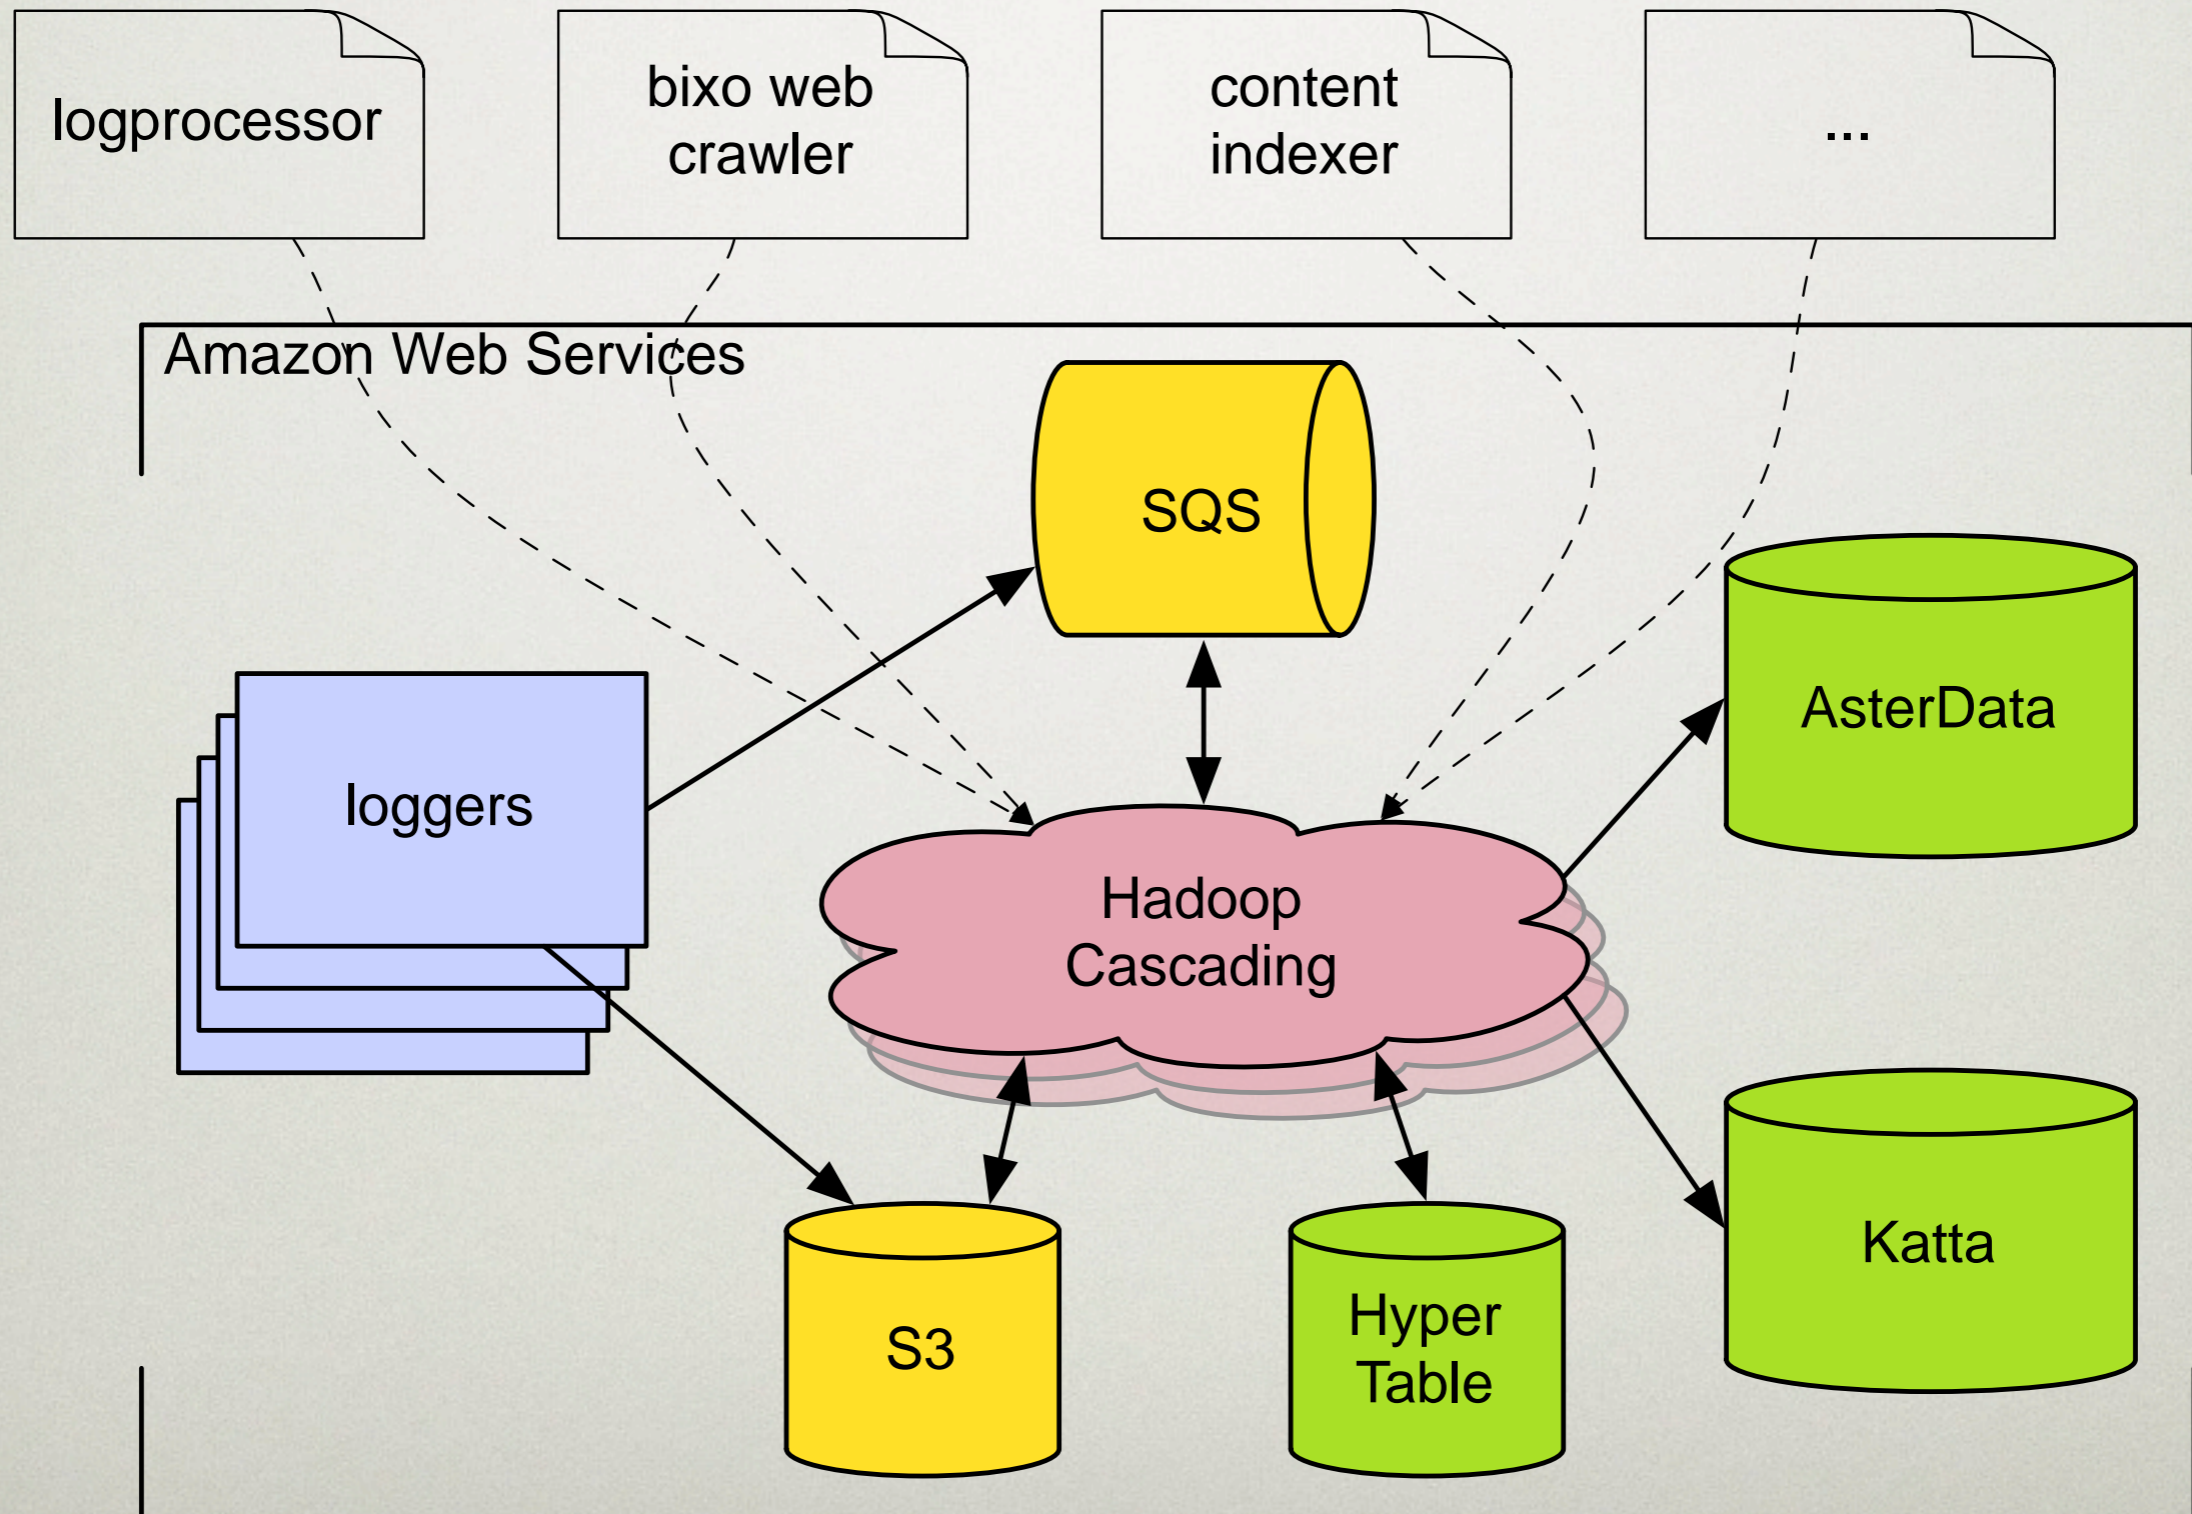 logprocessor
bixo web
crawler
content
indexer
...
Amazon Web Services
SQS
AsterData
loggers
Hadoop
Cascading
Katta
S3
Hyper
Table